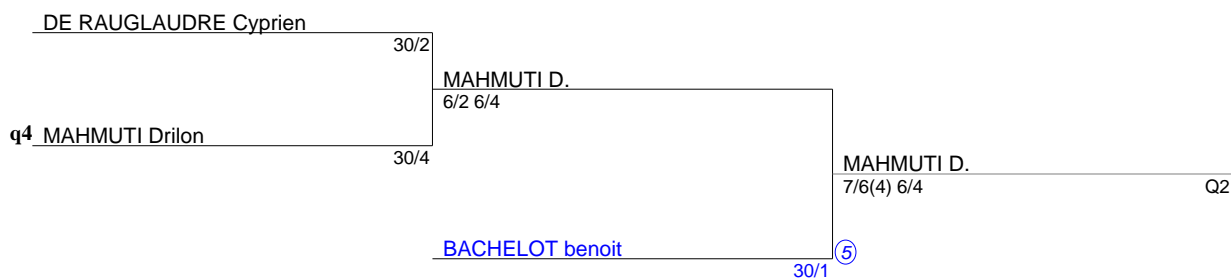 DE RAUGLAUDRE Cyprien
30/2
MAHMUTI D.
6/2 6/4
q4 MAHMUTI Drilon
30/4
MAHMUTI D.
7/6(4) 6/4 Q2
BACHELOT benoit 5
30/1